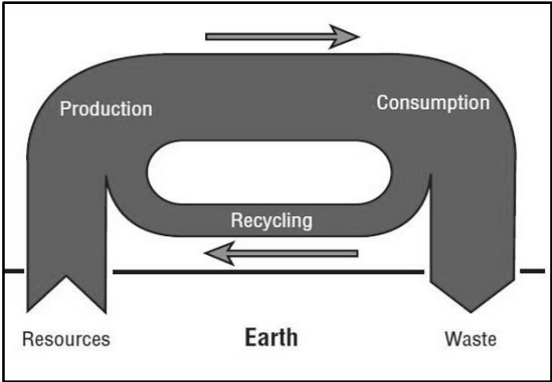 Production
Consumption
Recycling
Resources
Earth
Waste